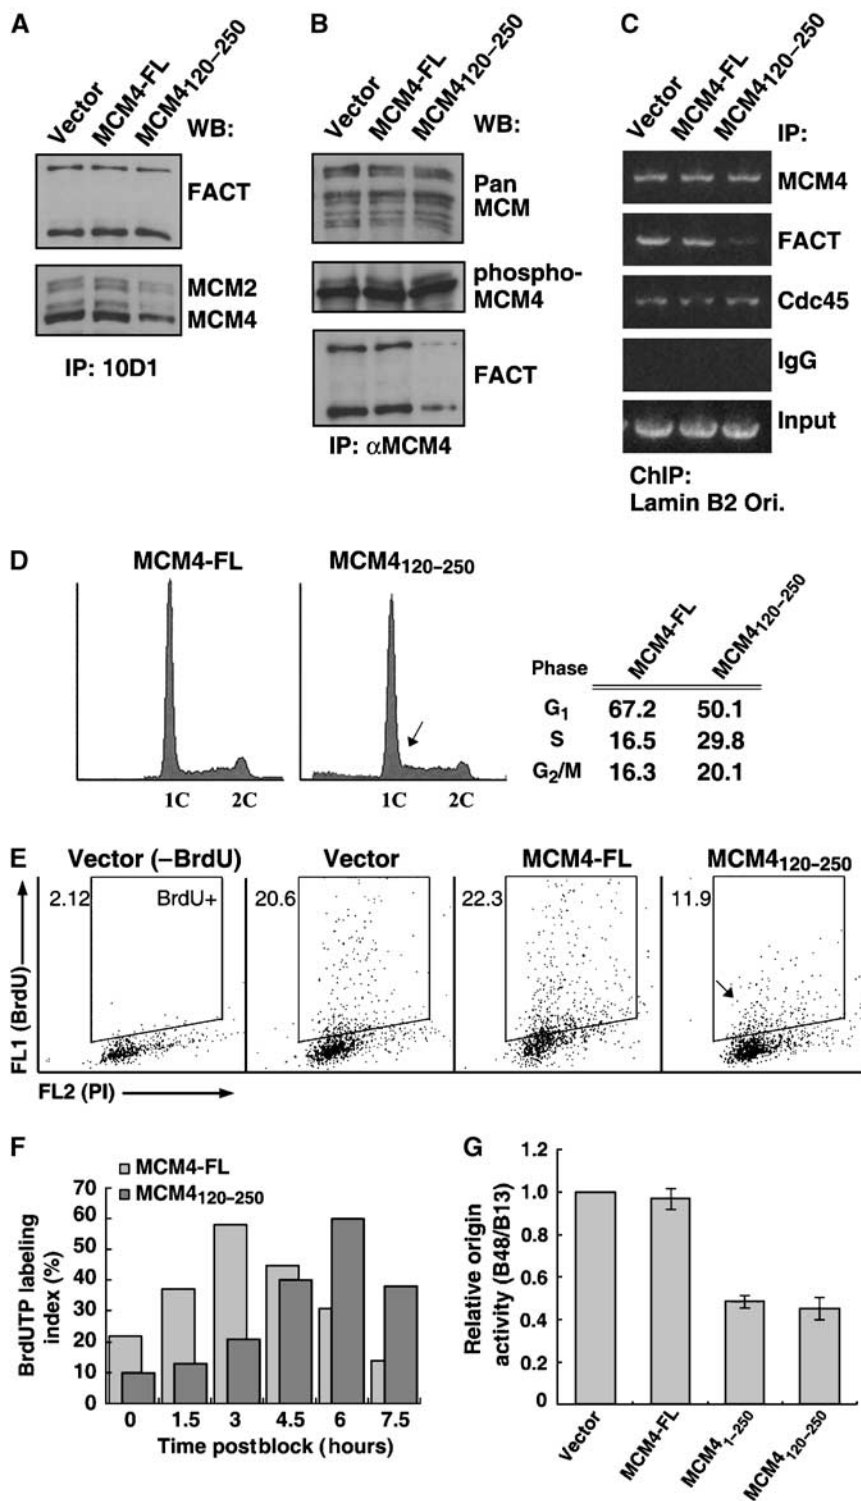 A
Vector
MCM4-FL
MCM4120–250
WB:
FACT
MCM2
MCM4
IP: 10D1
B
Vector
MCM4-FL
MCM4120–250
WB:
Pan
MCM
phospho-
MCM4
FACT
IP: αMCM4
C
Vector
MCM4-FL
MCM4120–250
IP:
MCM4
FACT
Cdc45
IgG
Input
ChIP:
Lamin B2 Ori.
D
MCM4-FL
MCM4120–250
1C 2C
1C 2C
MCM4-FL
MCM4120–250
Phase
G1 67.2 50.1
S 16.5 29.8
G2/M 16.3 20.1
E
Vector (–BrdU)
Vector
MCM4-FL
MCM4120–250
2.12
BrdU+
20.6
22.3
11.9
FL1 (BrdU)
FL2 (PI)
F
MCM4-FL
MCM4120–250
BrdUTP labeling
index (%)
70
60
50
40
30
20
10
0
0 1.5 3 4.5 6 7.5
Time postblock (hours)
G
Relative origin
activity (B48/B13)
1.2
1.0
0.8
0.6
0.4
0.2
0
Vector
MCM4-FL
MCM41–250
MCM4120–250